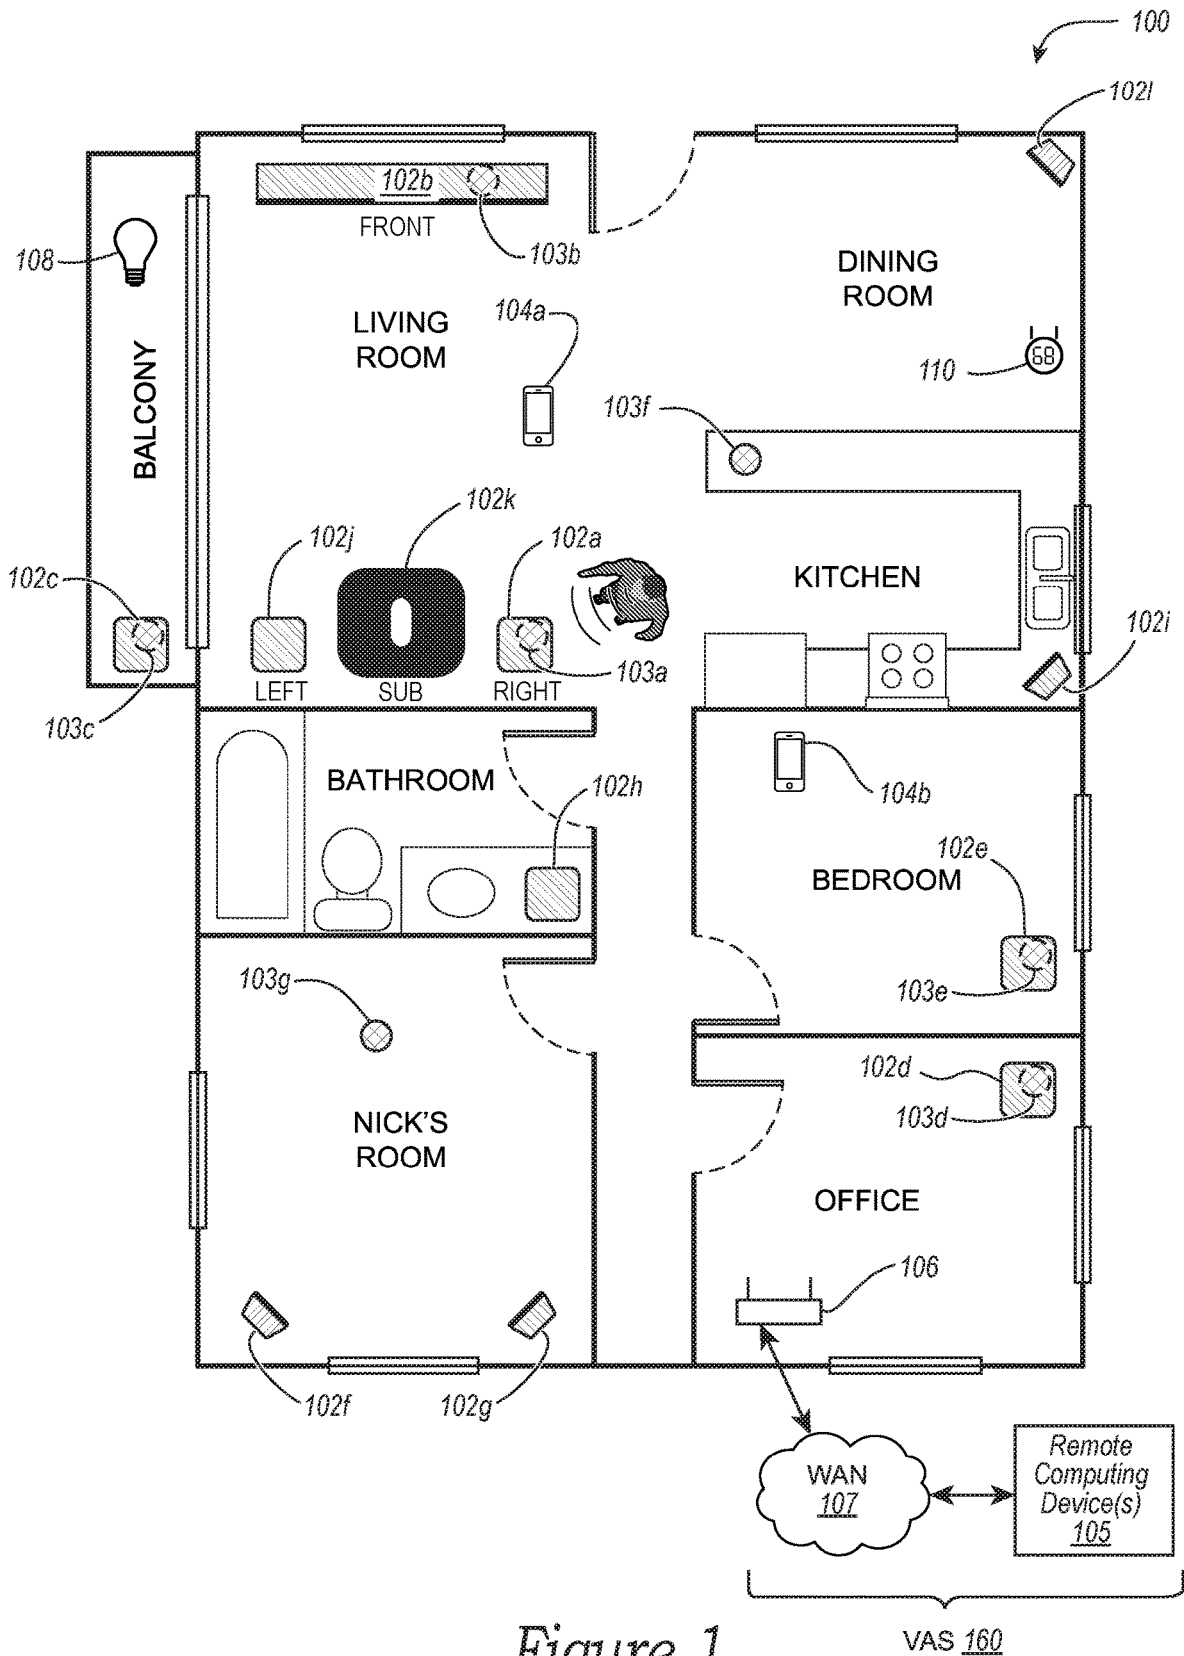 100
102l
102b
FRONT
103b
108
DINING
ROOM
104a
LIVING
ROOM
68
110
BALCONY
103f
102k
102j
102a
102c
KITCHEN
102i
103a
LEFT
SUB
RIGHT
103c
BATHROOM
102h
104b
102e
BEDROOM
103g
103e
102d
103d
NICK'S
ROOM
OFFICE
106
102f
102g
WAN
107
Remote
Computing
Device(s)
105
VAS 160
Figure 1